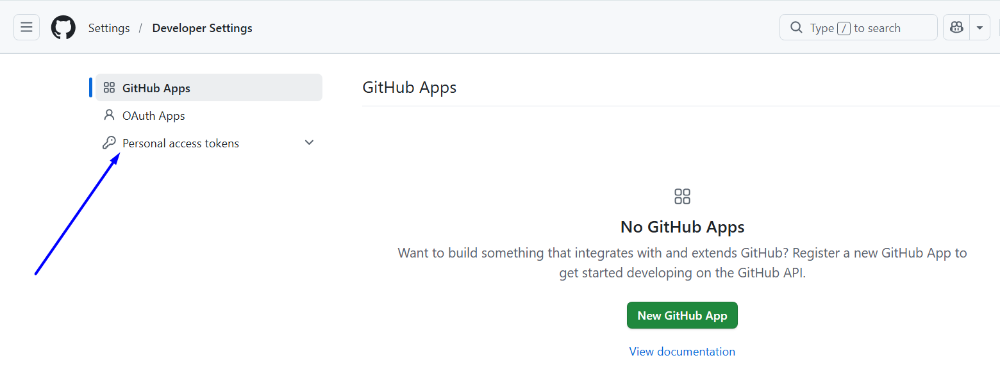 Settings / Developer Settings
Type / to search
GitHub Apps
OAuth Apps
Personal access tokens
GitHub Apps
No GitHub Apps
Want to build something that integrates with and extends GitHub? Register a new GitHub App to
get started developing on the GitHub API.
New GitHub App
View documentation